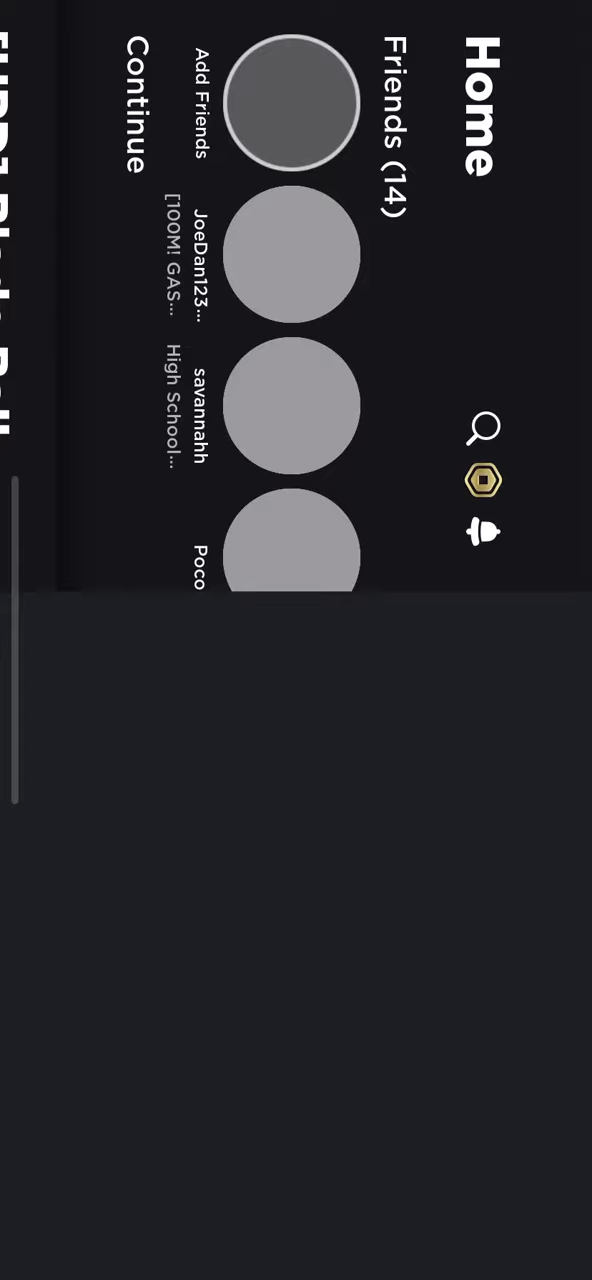 Home
Friends (14)
Add Friends
JoeDan123...
savannahh
Poco
[100M! GAS...
High School...
Continue